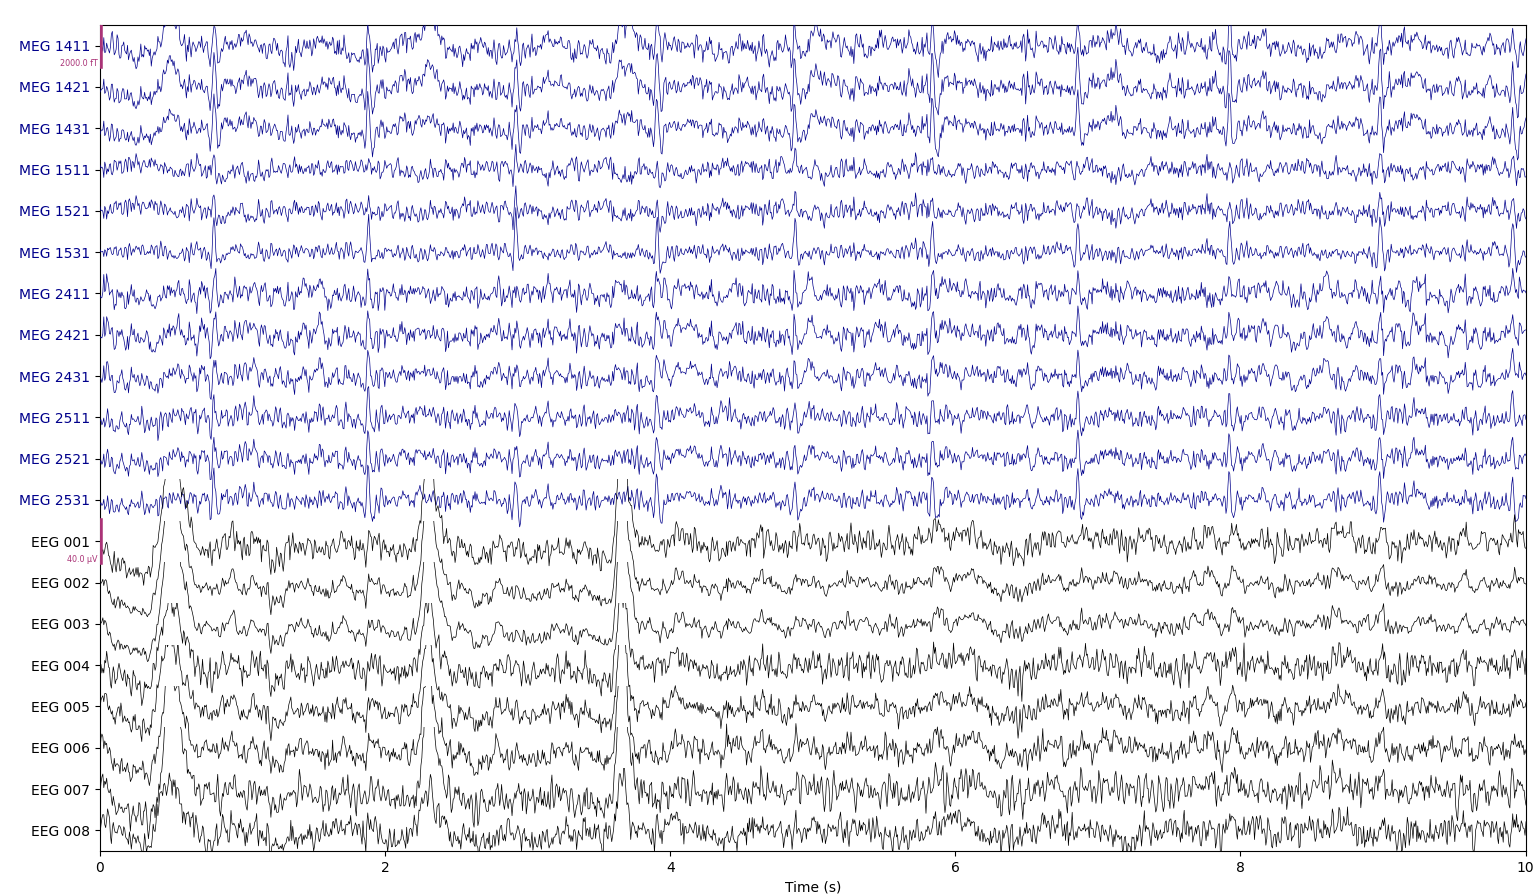 MEG 1411
2000.0 fT
MEG 1421
MEG 1431
MEG 1511
MEG 1521
MEG 1531
MEG 2411
MEG 2421
MEG 2431
MEG 2511
MEG 2521
MEG 2531
EEG 001
40.0 µV
EEG 002
EEG 003
EEG 004
EEG 005
EEG 006
EEG 007
EEG 008
0 2 4 6 8 10
Time (s)